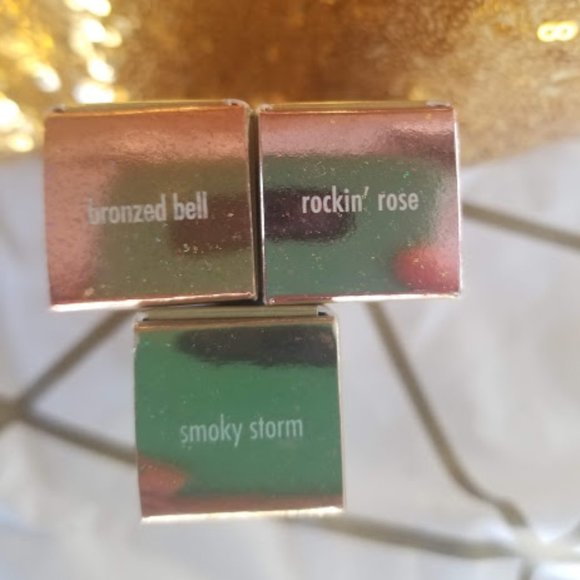 bronzed bell
rockin' rose
smoky storm